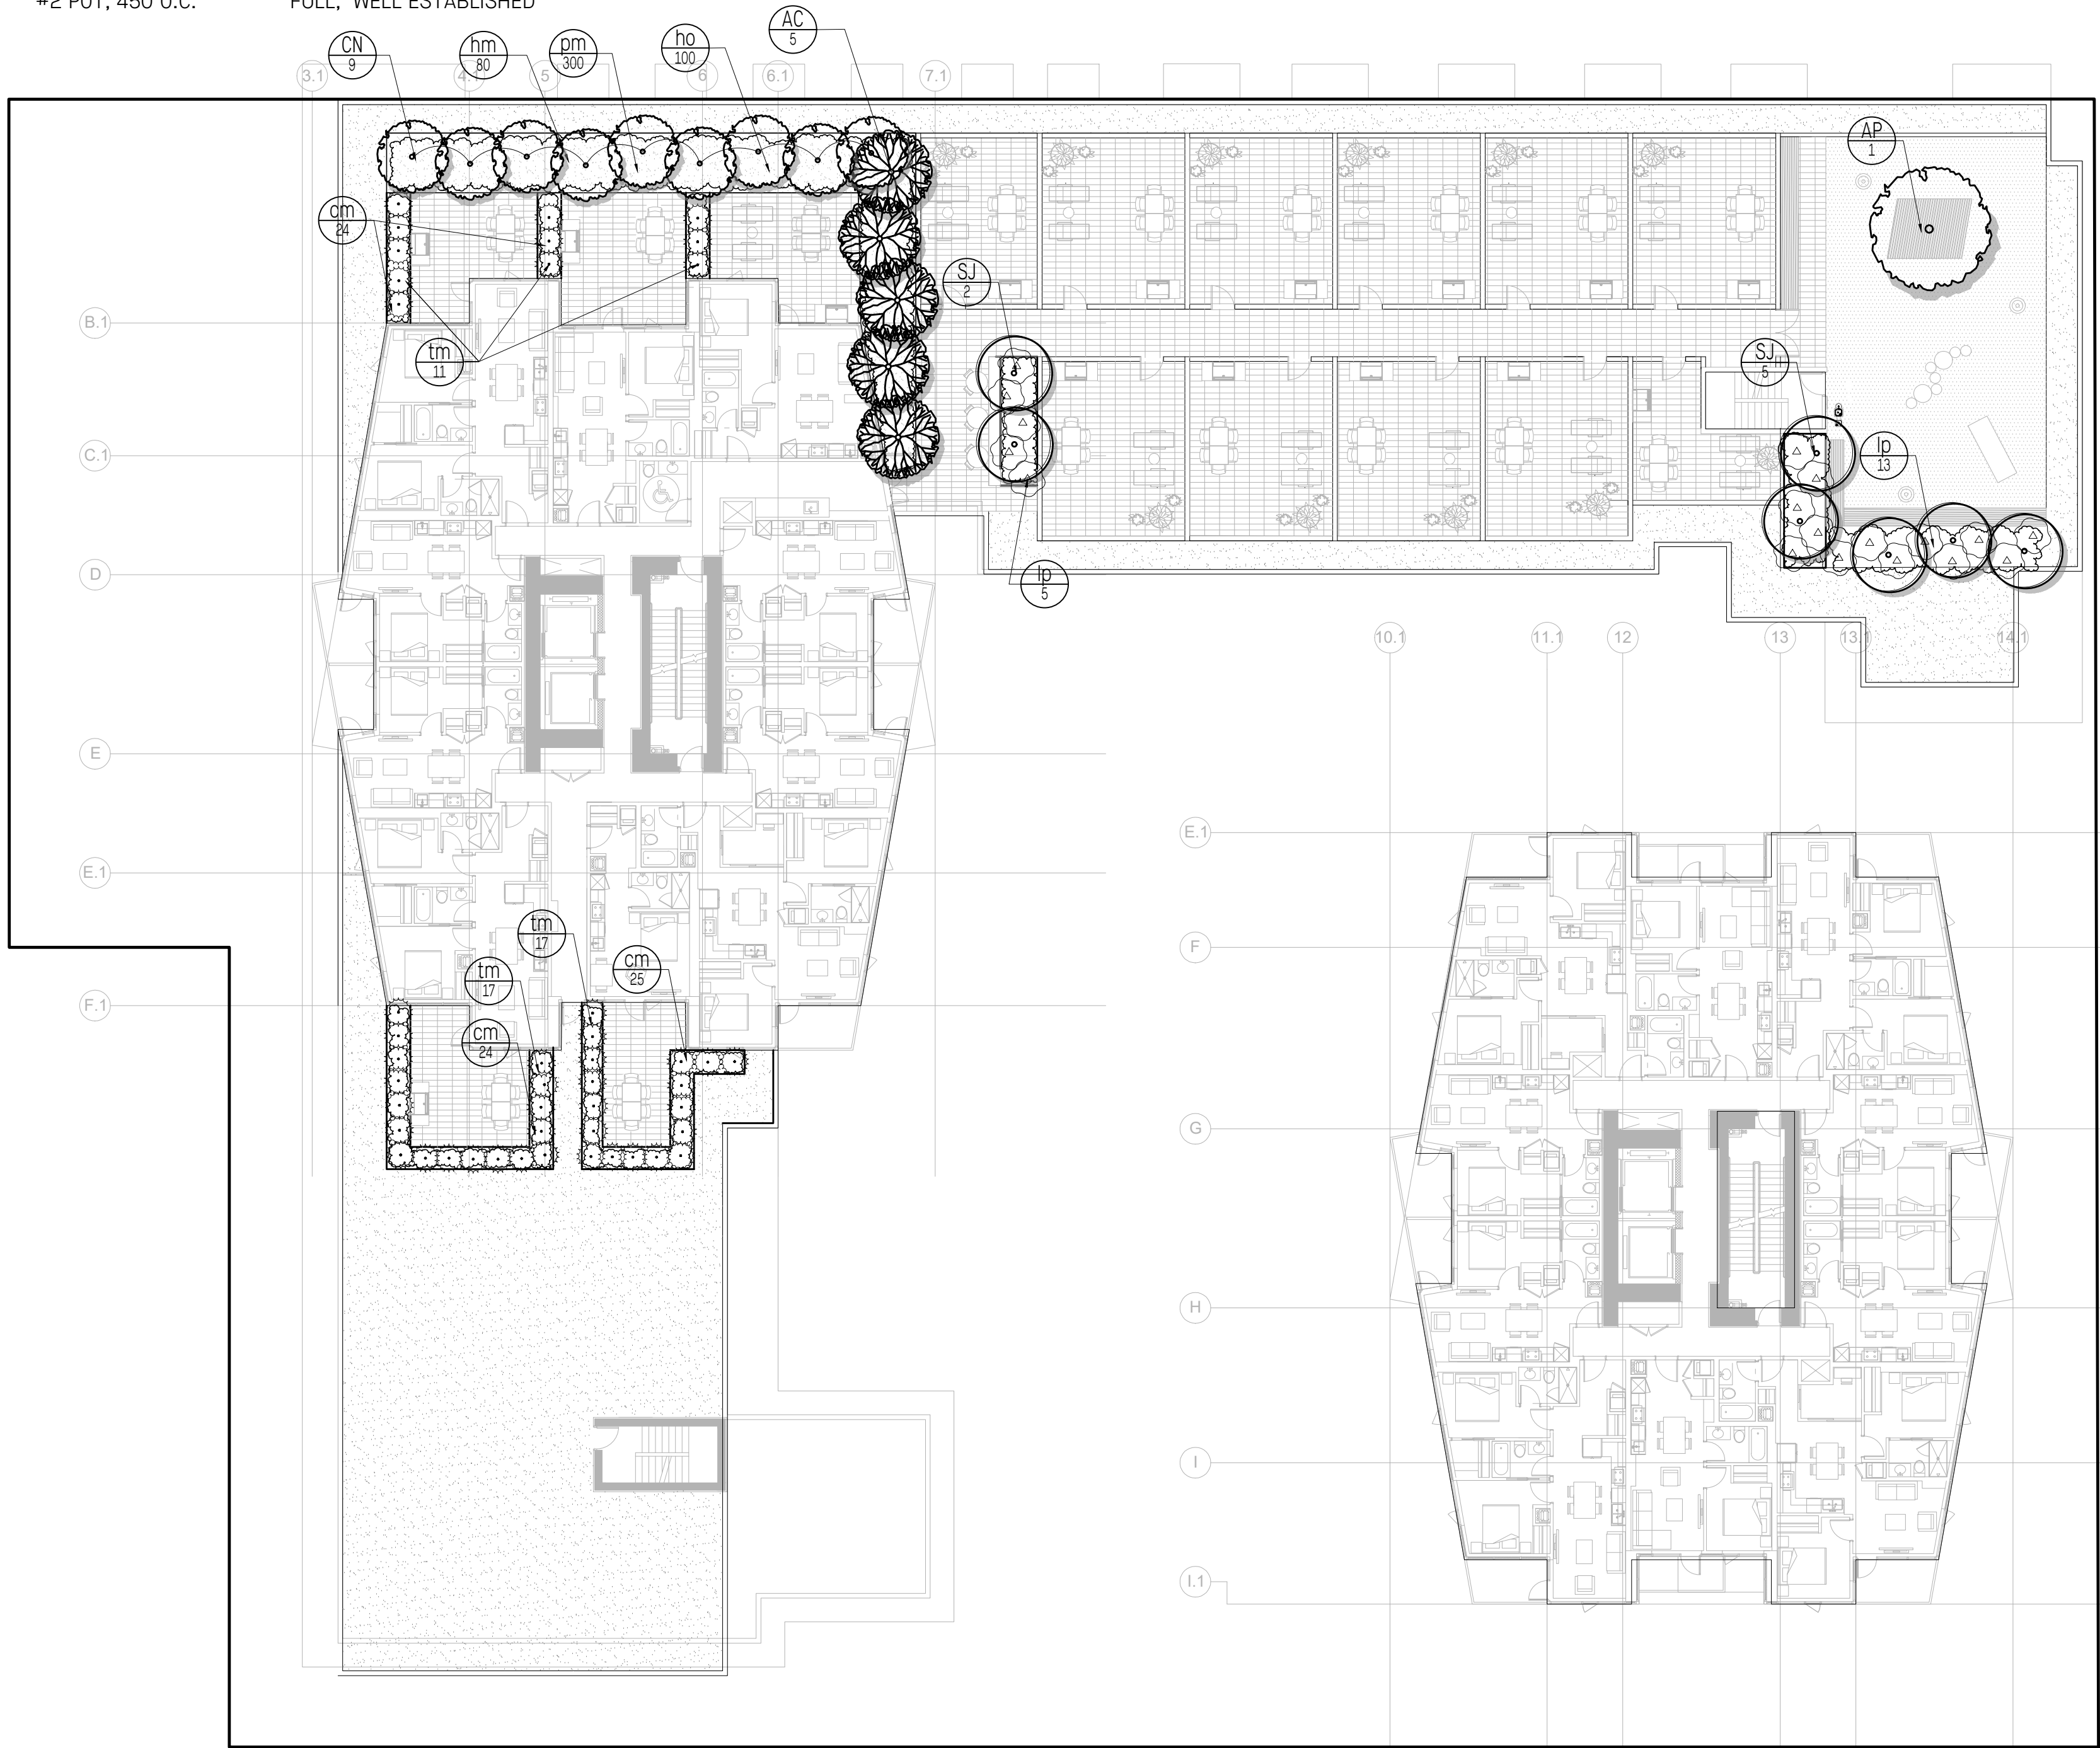 #2 POT, 450 O.C. FULL, WELL ESTABLISHED
AC
5
CN
9
hm
80
pm
300
ho
100
3.1
4.1
5
6
6.1
7.1
AP
1
cm
24
SJ
2
B.1
tm
11
SJ
5
C.1
lp
13
D
lp
5
10.1
11.1
12
13
13.1
14.1
E
E.1
E.1
tm
17
F
cm
25
tm
17
F.1
cm
24
G
H
I
I.1